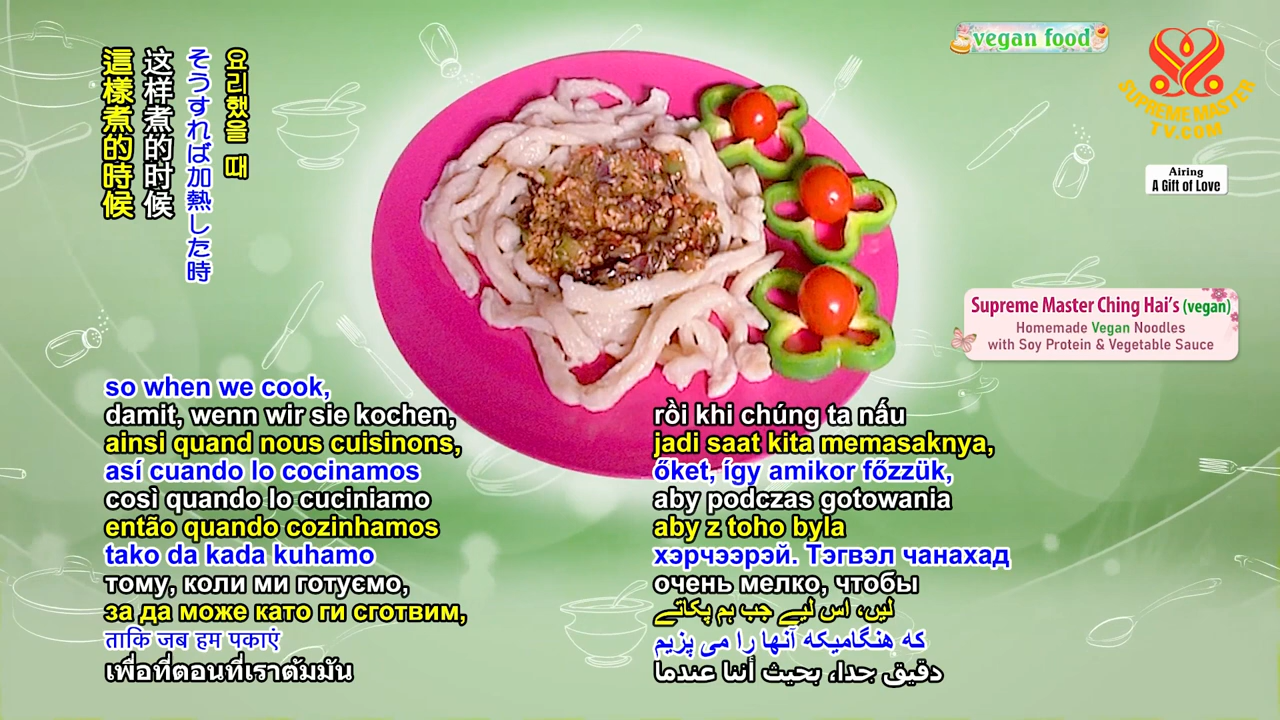 요리했을 때
そうすれば加熱した時
这样煮的时候
這樣煮的時候
vegan food
SUPREME MASTER
TV.COM
Airing
A Gift of Love
Supreme Master Ching Hai's (vegan)
Homemade Vegan Noodles
with Soy Protein & Vegetable Sauce
so when we cook,
damit, wenn wir sie kochen,
ainsi quand nous cuisinons,
así cuando lo cocinamos
così quando lo cuciniamo
então quando cozinhamos
tako da kada kuhamo
тому, коли ми готуємо,
за да може като ги сготвим,
ताकि जब हम पकाएं
เพื่อที่ตอนที่เราต้มมัน
rồi khi chúng ta nấu
jadi saat kita memasaknya,
őket, így amikor főzzük,
aby podczas gotowania
aby z toho byla
хэрчээрэй. Тэгвэл чанахад
очень мелко, чтобы
لیں، اس لیے جب ہم پکاتے
که هنگامیکه آنها را می پزیم
دقيق جدا، بحيث أننا عندما